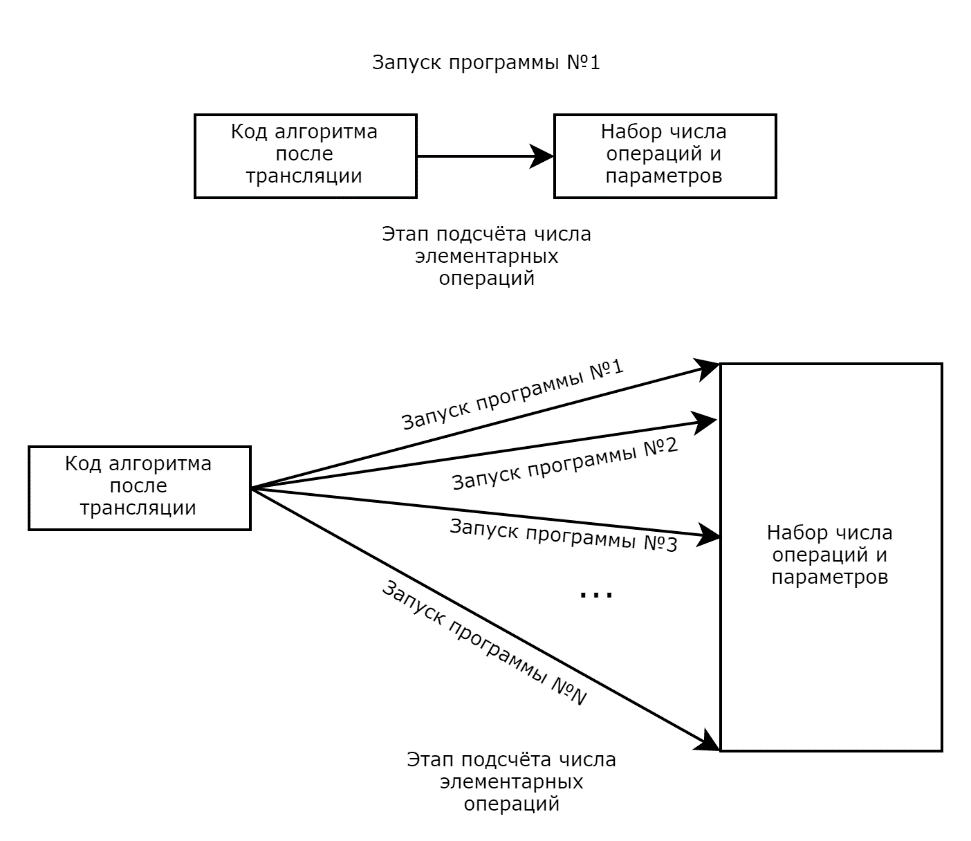 Запуск программы №1
Код алгоритма
после
трансляции
Набор числа
операций и
параметров
Этап подсчёта числа
элементарных
операций
Запуск программы №1
Запуск программы №2
Код алгоритма
после
трансляции
Запуск программы №3
Набор числа
операций и
параметров
...
Запуск программы №N
Этап подсчёта числа
элементарных
операций